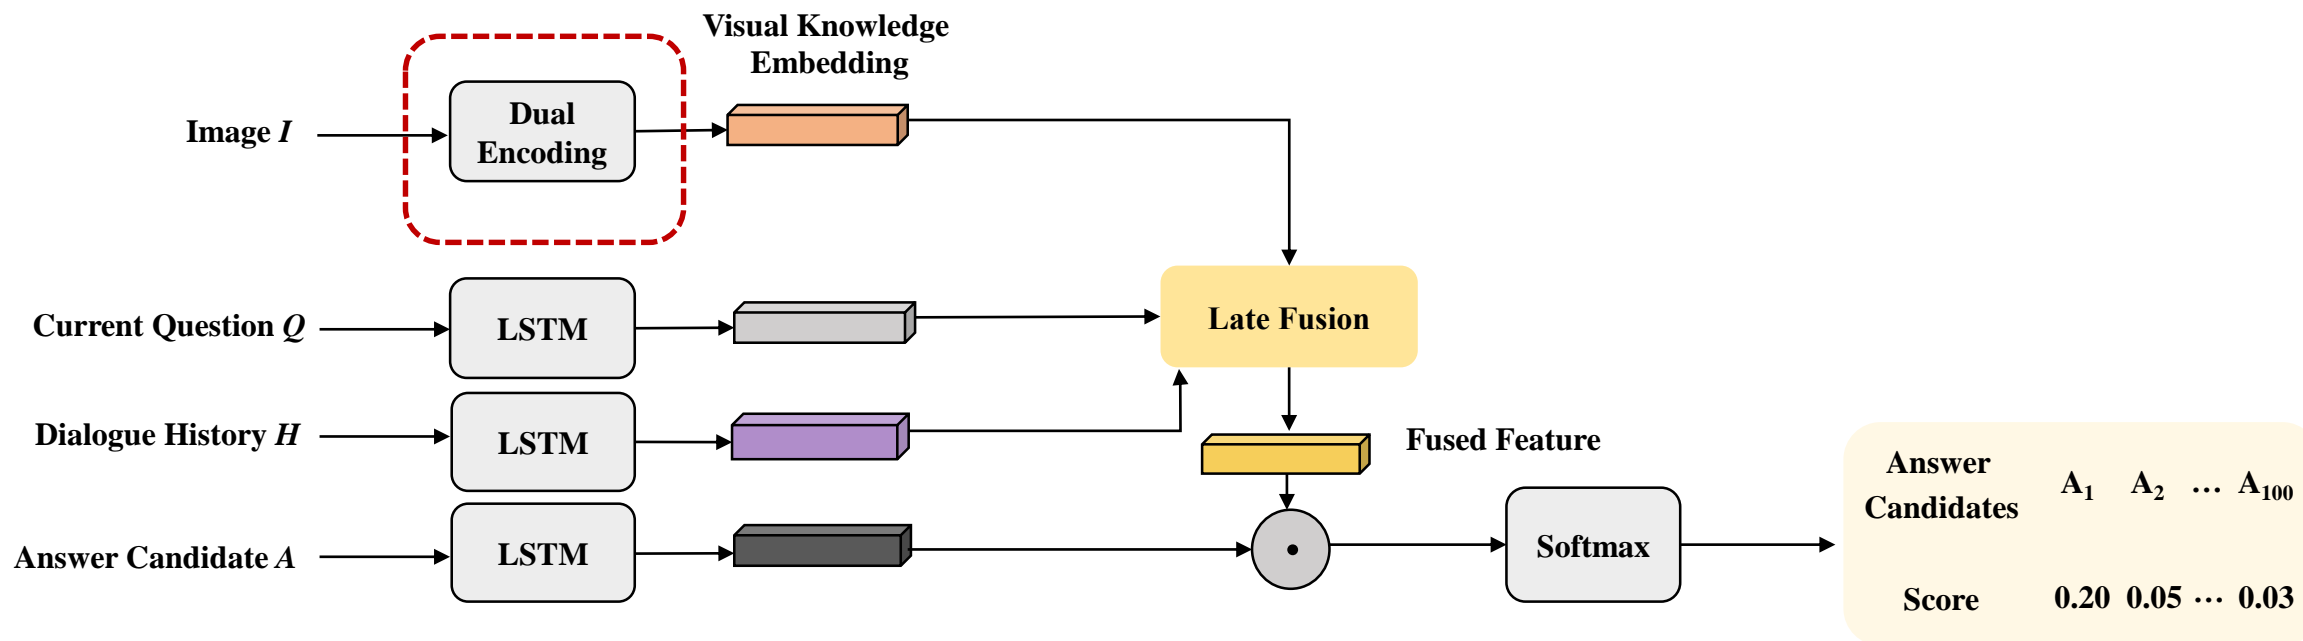 Visual Knowledge
Embedding
Image I
Dual
Encoding
Current Question Q
LSTM
Late Fusion
Dialogue History H
LSTM
Fused Feature
Answer Candidate A
LSTM
•
Softmax
Answer
Candidates
A₁ A₂ ... A₁₀₀
Score 0.20 0.05 ... 0.03